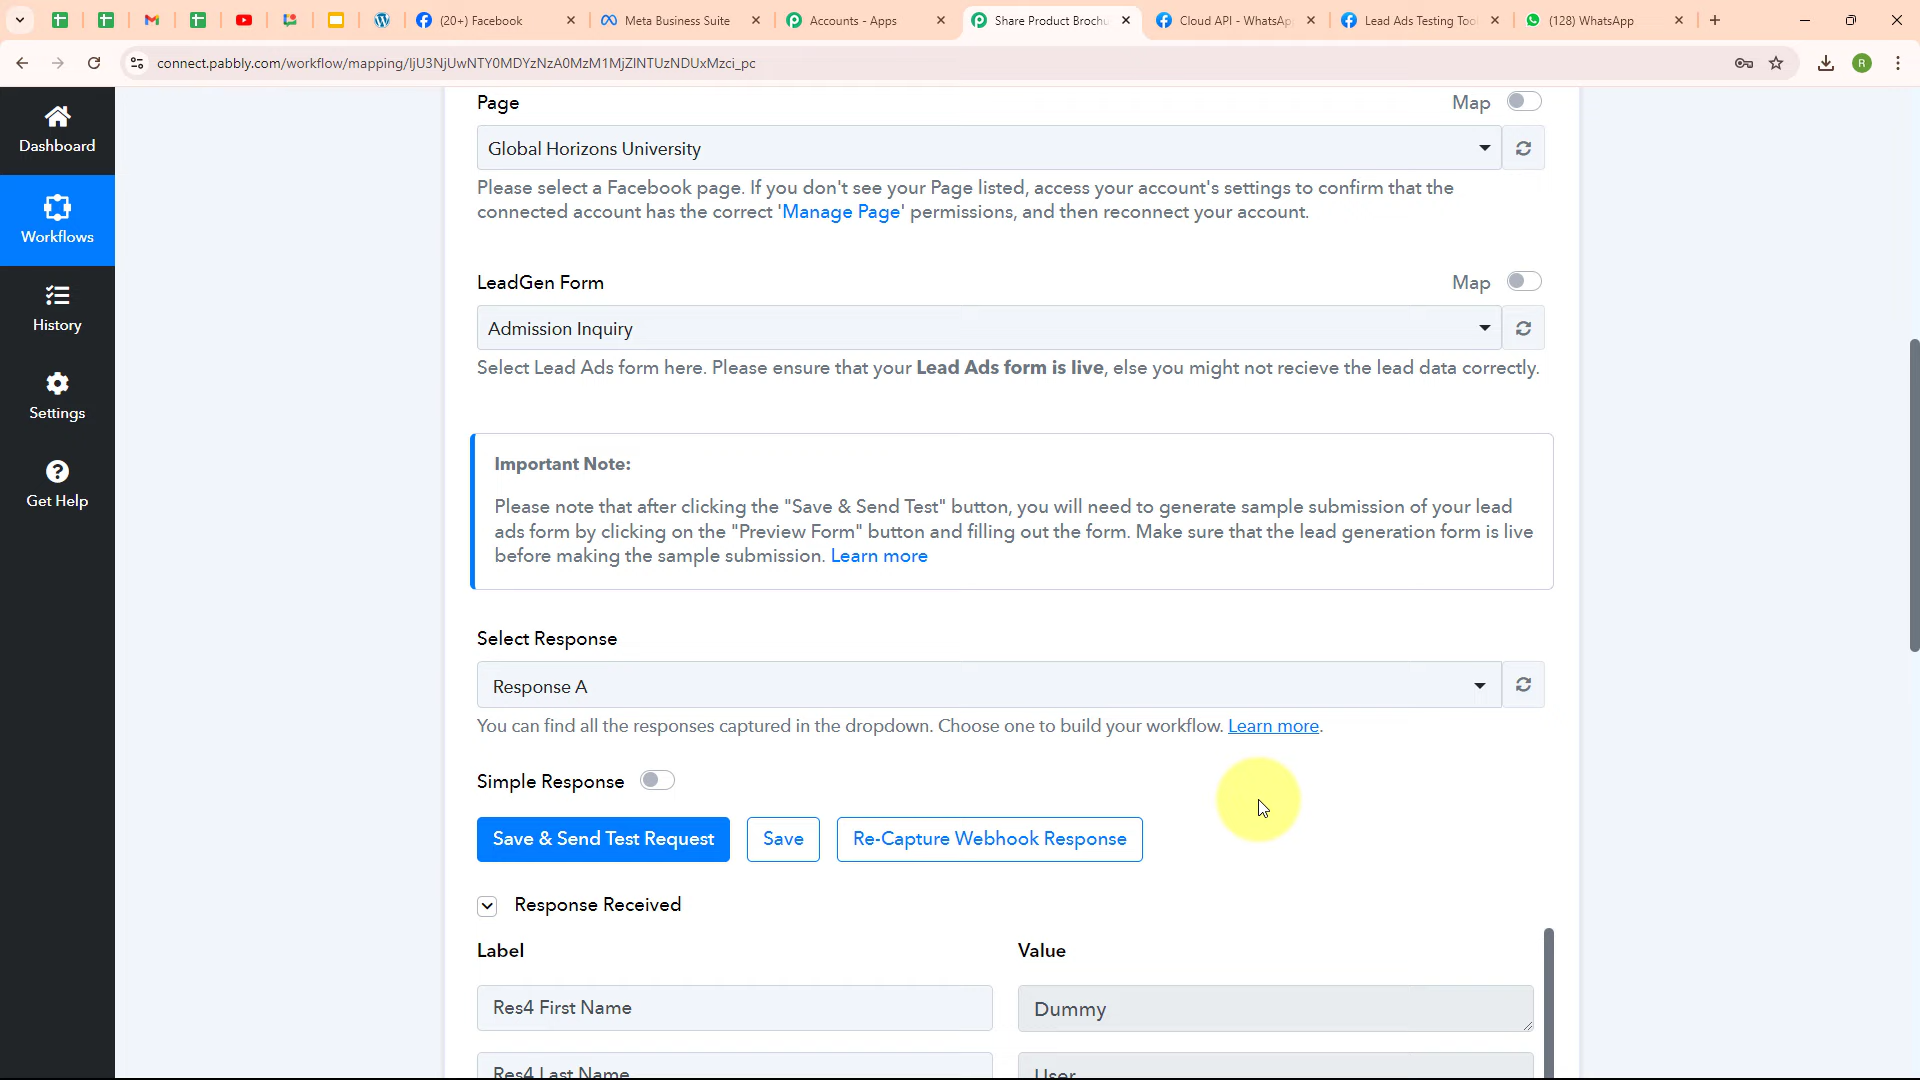 (20+) Facebook
Meta Business Suite
Accounts - Apps
Share Product Brochu
Cloud API - WhatsAp
Lead Ads Testing Too
(128) WhatsApp
connect.pabbly.com/workflow/mapping/IjU3NjUwNTY0MDYzNzA0MzM1MjZlNTUzNDUxMzci_pc
R
Dashboard
Workflows
History
Settings
Get Help
Page
Map
Global Horizons University
Please select a Facebook page. If you don't see your Page listed, access your account's settings to confirm that the
connected account has the correct 'Manage Page' permissions, and then reconnect your account.
LeadGen Form
Map
Admission Inquiry
Select Lead Ads form here. Please ensure that your Lead Ads form is live, else you might not recieve the lead data correctly.
Important Note:
Please note that after clicking the "Save & Send Test" button, you will need to generate sample submission of your lead
ads form by clicking on the "Preview Form" button and filling out the form. Make sure that the lead generation form is live
before making the sample submission. Learn more
Select Response
Response A
You can find all the responses captured in the dropdown. Choose one to build your workflow. Learn more.
Simple Response
Save & Send Test Request
Save
Re-Capture Webhook Response
Response Received
Label
Value
Res4 First Name
Dummy
Res4 Last Name
User